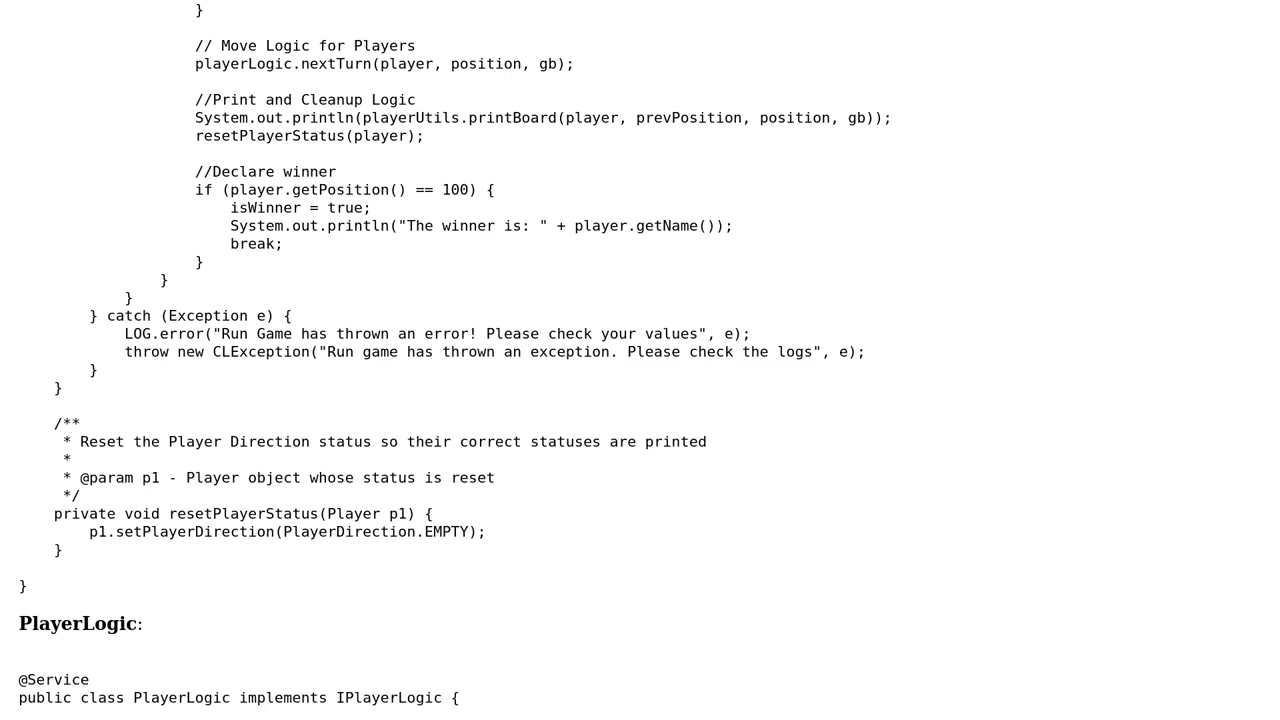 }
// Move Logic for Players
playerLogic.nextTurn(player, position, gb);
//Print and Cleanup Logic
System.out.println(playerUtils.printBoard(player, prevPosition, position, gb));
resetPlayerStatus(player);
//Declare winner
if (player.getPosition() == 100) {
isWinner = true;
System.out.println("The winner is: " + player.getName());
break;
}
}
}
} catch (Exception e) {
LOG.error("Run Game has thrown an error! Please check your values", e);
throw new CLException("Run game has thrown an exception. Please check the logs", e);
}
}
/**
* Reset the Player Direction status so their correct statuses are printed
*
* @param p1 - Player object whose status is reset
*/
private void resetPlayerStatus(Player p1) {
p1.setPlayerDirection(PlayerDirection.EMPTY);
}
}
PlayerLogic:
@Service
public class PlayerLogic implements IPlayerLogic {